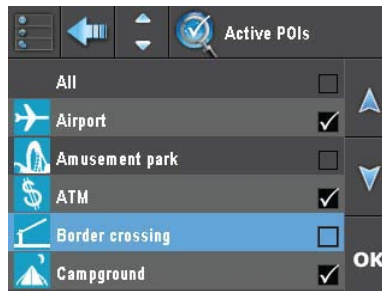 Active POIs
All
Airport
Amusement park
ATM
Border crossing
Campground
OK